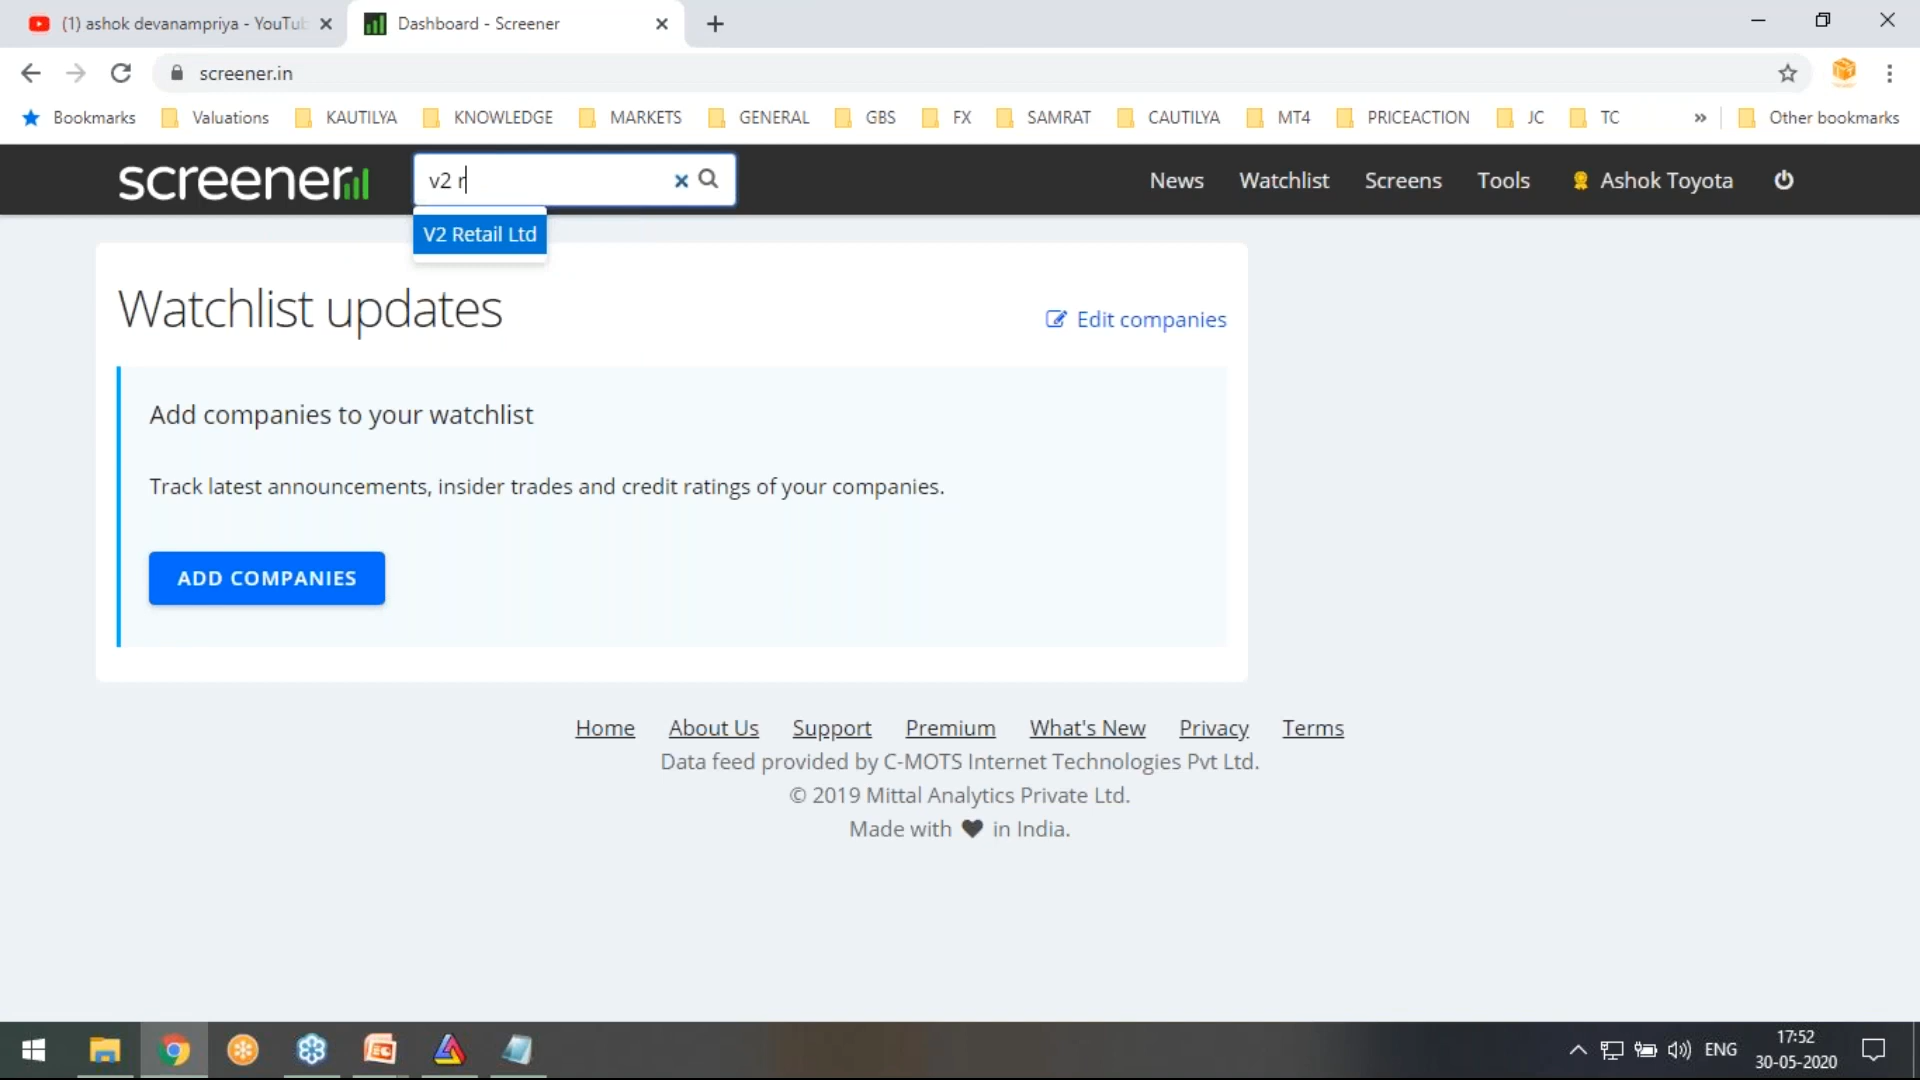 (1) ashok devanampriya - YouTu
Dashboard - Screener
screener.in
Bookmarks Valuations KAUTILYA KNOWLEDGE MARKETS GENERAL GBS FX SAMRAT CAUTILYA MT4 PRICEACTION JC TC » Other bookmarks
screener
v2 r
News Watchlist Screens Tools Ashok Toyota
V2 Retail Ltd
Watchlist updates
Edit companies
Add companies to your watchlist
Track latest announcements, insider trades and credit ratings of your companies.
ADD COMPANIES
Home About Us Support Premium What's New Privacy Terms
Data feed provided by C-MOTS Internet Technologies Pvt Ltd.
© 2019 Mittal Analytics Private Ltd.
Made with ♥ in India.
ENG
17:52
30-05-2020